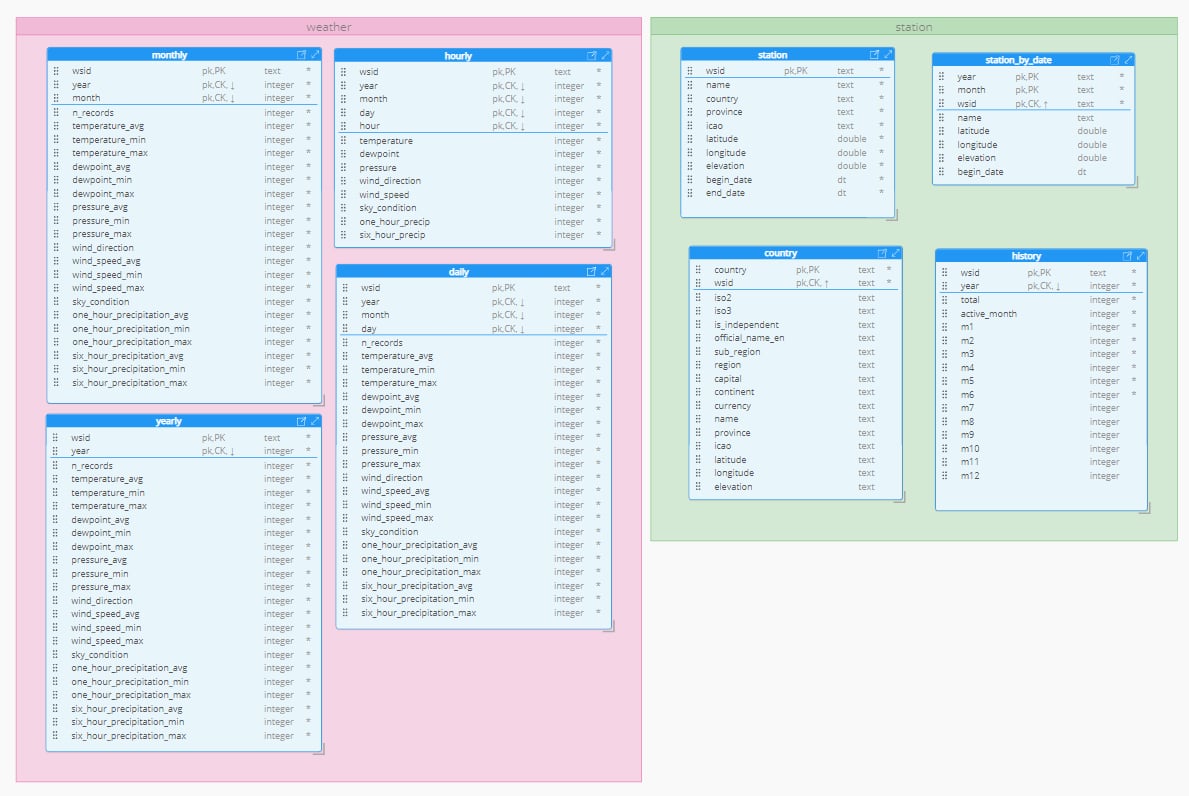 weather
monthly
wsid pk,PK text *
year pk,CK, ↓ integer *
month pk,CK, ↓ integer *
n_records integer *
temperature_avg integer *
temperature_min integer *
temperature_max integer *
dewpoint_avg integer *
dewpoint_min integer *
dewpoint_max integer *
pressure_avg integer *
pressure_min integer *
pressure_max integer *
wind_direction integer *
wind_speed_avg integer *
wind_speed_min integer *
wind_speed_max integer *
sky_condition integer *
one_hour_precipitation_avg integer *
one_hour_precipitation_min integer *
one_hour_precipitation_max integer *
six_hour_precipitation_avg integer *
six_hour_precipitation_min integer *
six_hour_precipitation_max integer *
yearly
wsid pk,PK text *
year pk,CK, ↓ integer *
n_records integer *
temperature_avg integer *
temperature_min integer *
temperature_max integer *
dewpoint_avg integer *
dewpoint_min integer *
dewpoint_max integer *
pressure_avg integer *
pressure_min integer *
pressure_max integer *
wind_direction integer *
wind_speed_avg integer *
wind_speed_min integer *
wind_speed_max integer *
sky_condition integer *
one_hour_precipitation_avg integer *
one_hour_precipitation_min integer *
one_hour_precipitation_max integer *
six_hour_precipitation_avg integer *
six_hour_precipitation_min integer *
six_hour_precipitation_max integer *
hourly
wsid pk,PK text *
year pk,CK, ↓ integer *
month pk,CK, ↓ integer *
day pk,CK, ↓ integer *
hour pk,CK, ↓ integer *
temperature integer *
dewpoint integer *
pressure integer *
wind_direction integer *
wind_speed integer *
sky_condition integer *
one_hour_precip integer *
six_hour_precip integer *
daily
wsid pk,PK text *
year pk,CK, ↓ integer *
month pk,CK, ↓ integer *
day pk,CK, ↓ integer *
n_records integer *
temperature_avg integer *
temperature_min integer *
temperature_max integer *
dewpoint_avg integer *
dewpoint_min integer *
dewpoint_max integer *
pressure_avg integer *
pressure_min integer *
pressure_max integer *
wind_direction integer *
wind_speed_avg integer *
wind_speed_min integer *
wind_speed_max integer *
sky_condition integer *
one_hour_precipitation_avg integer *
one_hour_precipitation_min integer *
one_hour_precipitation_max integer *
six_hour_precipitation_avg integer *
six_hour_precipitation_min integer *
six_hour_precipitation_max integer *
station
station
wsid pk,PK text *
name text *
country text *
province text *
icao text *
latitude double *
longitude double *
elevation double *
begin_date dt *
end_date dt *
station_by_date
year pk,PK text *
month pk,PK text *
wsid pk,CK, ↑ text *
name text
latitude double
longitude double
elevation double
begin_date dt
country
country pk,PK text *
wsid pk,CK, ↑ text *
iso2 text
iso3 text
is_independent text
official_name_en text
sub_region text
region text
capital text
continent text
currency text
name text
province text
icao text
latitude text
longitude text
elevation text
history
wsid pk,PK text *
year pk,CK, ↓ integer *
total integer *
active_month integer *
m1 integer *
m2 integer *
m3 integer *
m4 integer *
m5 integer *
m6 integer *
m7 integer
m8 integer
m9 integer
m10 integer
m11 integer
m12 integer